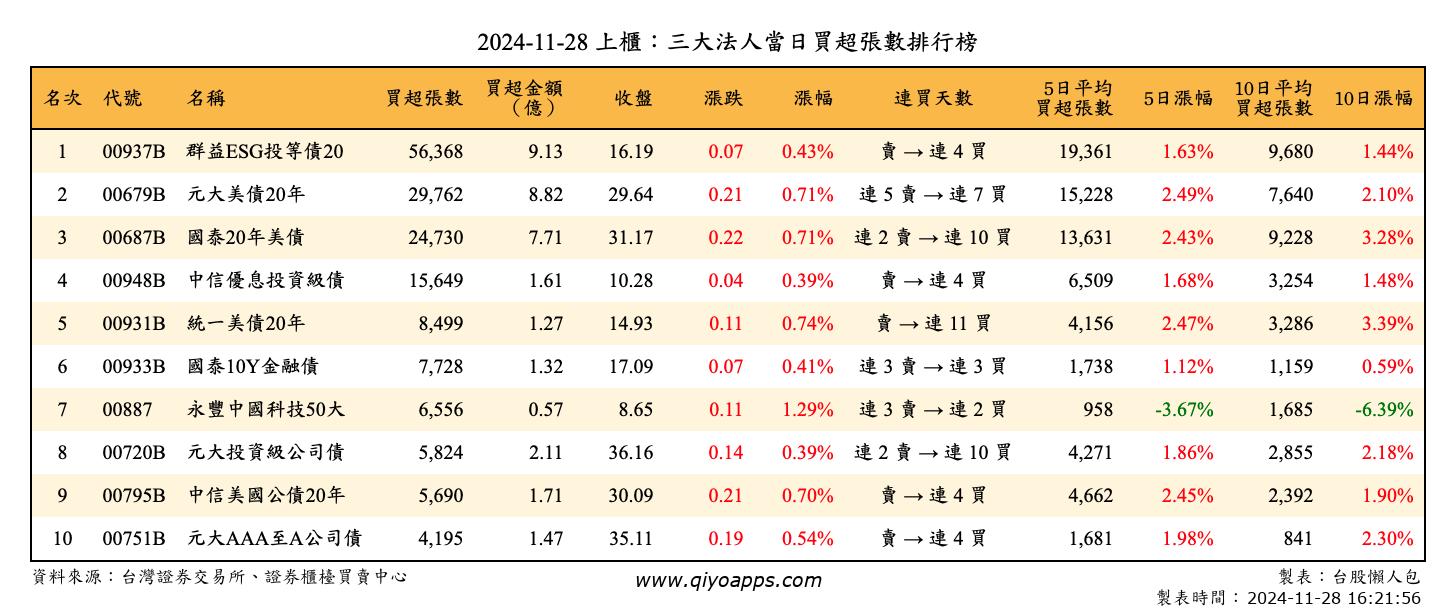 2024-11-28 上櫃：三大法人當日買超張數排行榜
名次 代號 名稱 買超張數 買超金額（億） 收盤 漲跌 漲幅 連買天數 5日平均買超張數 5日漲幅 10日平均買超張數 10日漲幅
1 00937B 群益ESG投等債20 56,368 9.13 16.19 0.07 0.43% 賣 → 連 4 買 19,361 1.63% 9,680 1.44%
2 00679B 元大美債20年 29,762 8.82 29.64 0.21 0.71% 連 5 賣 → 連 7 買 15,228 2.49% 7,640 2.10%
3 00687B 國泰20年美債 24,730 7.71 31.17 0.22 0.71% 連 2 賣 → 連 10 買 13,631 2.43% 9,228 3.28%
4 00948B 中信優息投資級債 15,649 1.61 10.28 0.04 0.39% 賣 → 連 4 買 6,509 1.68% 3,254 1.48%
5 00931B 統一美債20年 8,499 1.27 14.93 0.11 0.74% 賣 → 連 11 買 4,156 2.47% 3,286 3.39%
6 00933B 國泰10Y金融債 7,728 1.32 17.09 0.07 0.41% 連 3 賣 → 連 3 買 1,738 1.12% 1,159 0.59%
7 00887 永豐中國科技50大 6,556 0.57 8.65 0.11 1.29% 連 3 賣 → 連 2 買 958 -3.67% 1,685 -6.39%
8 00720B 元大投資級公司債 5,824 2.11 36.16 0.14 0.39% 連 2 賣 → 連 10 買 4,271 1.86% 2,855 2.18%
9 00795B 中信美國公債20年 5,690 1.71 30.09 0.21 0.70% 賣 → 連 4 買 4,662 2.45% 2,392 1.90%
10 00751B 元大AAA至A公司債 4,195 1.47 35.11 0.19 0.54% 賣 → 連 4 買 1,681 1.98% 841 2.30%
資料來源：台灣證券交易所、證券櫃檯買賣中心 www.qiyoapps.com 製表：台股懶人包
製表時間：2024-11-28 16:21:56